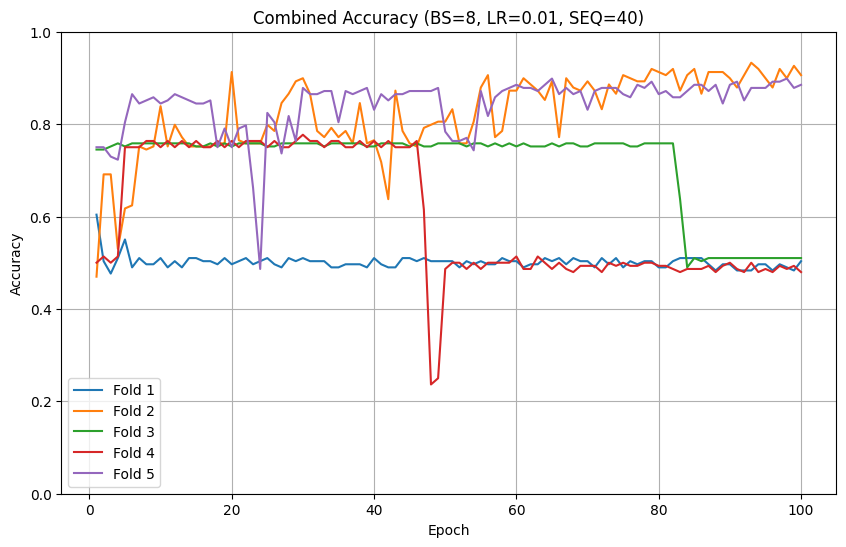 Combined Accuracy (BS=8, LR=0.01, SEQ=40)
1.0
0.8
0.6
0.4
0.2
0.0
Accuracy
Fold 1
Fold 2
Fold 3
Fold 4
Fold 5
0 20 40 60 80 100
Epoch